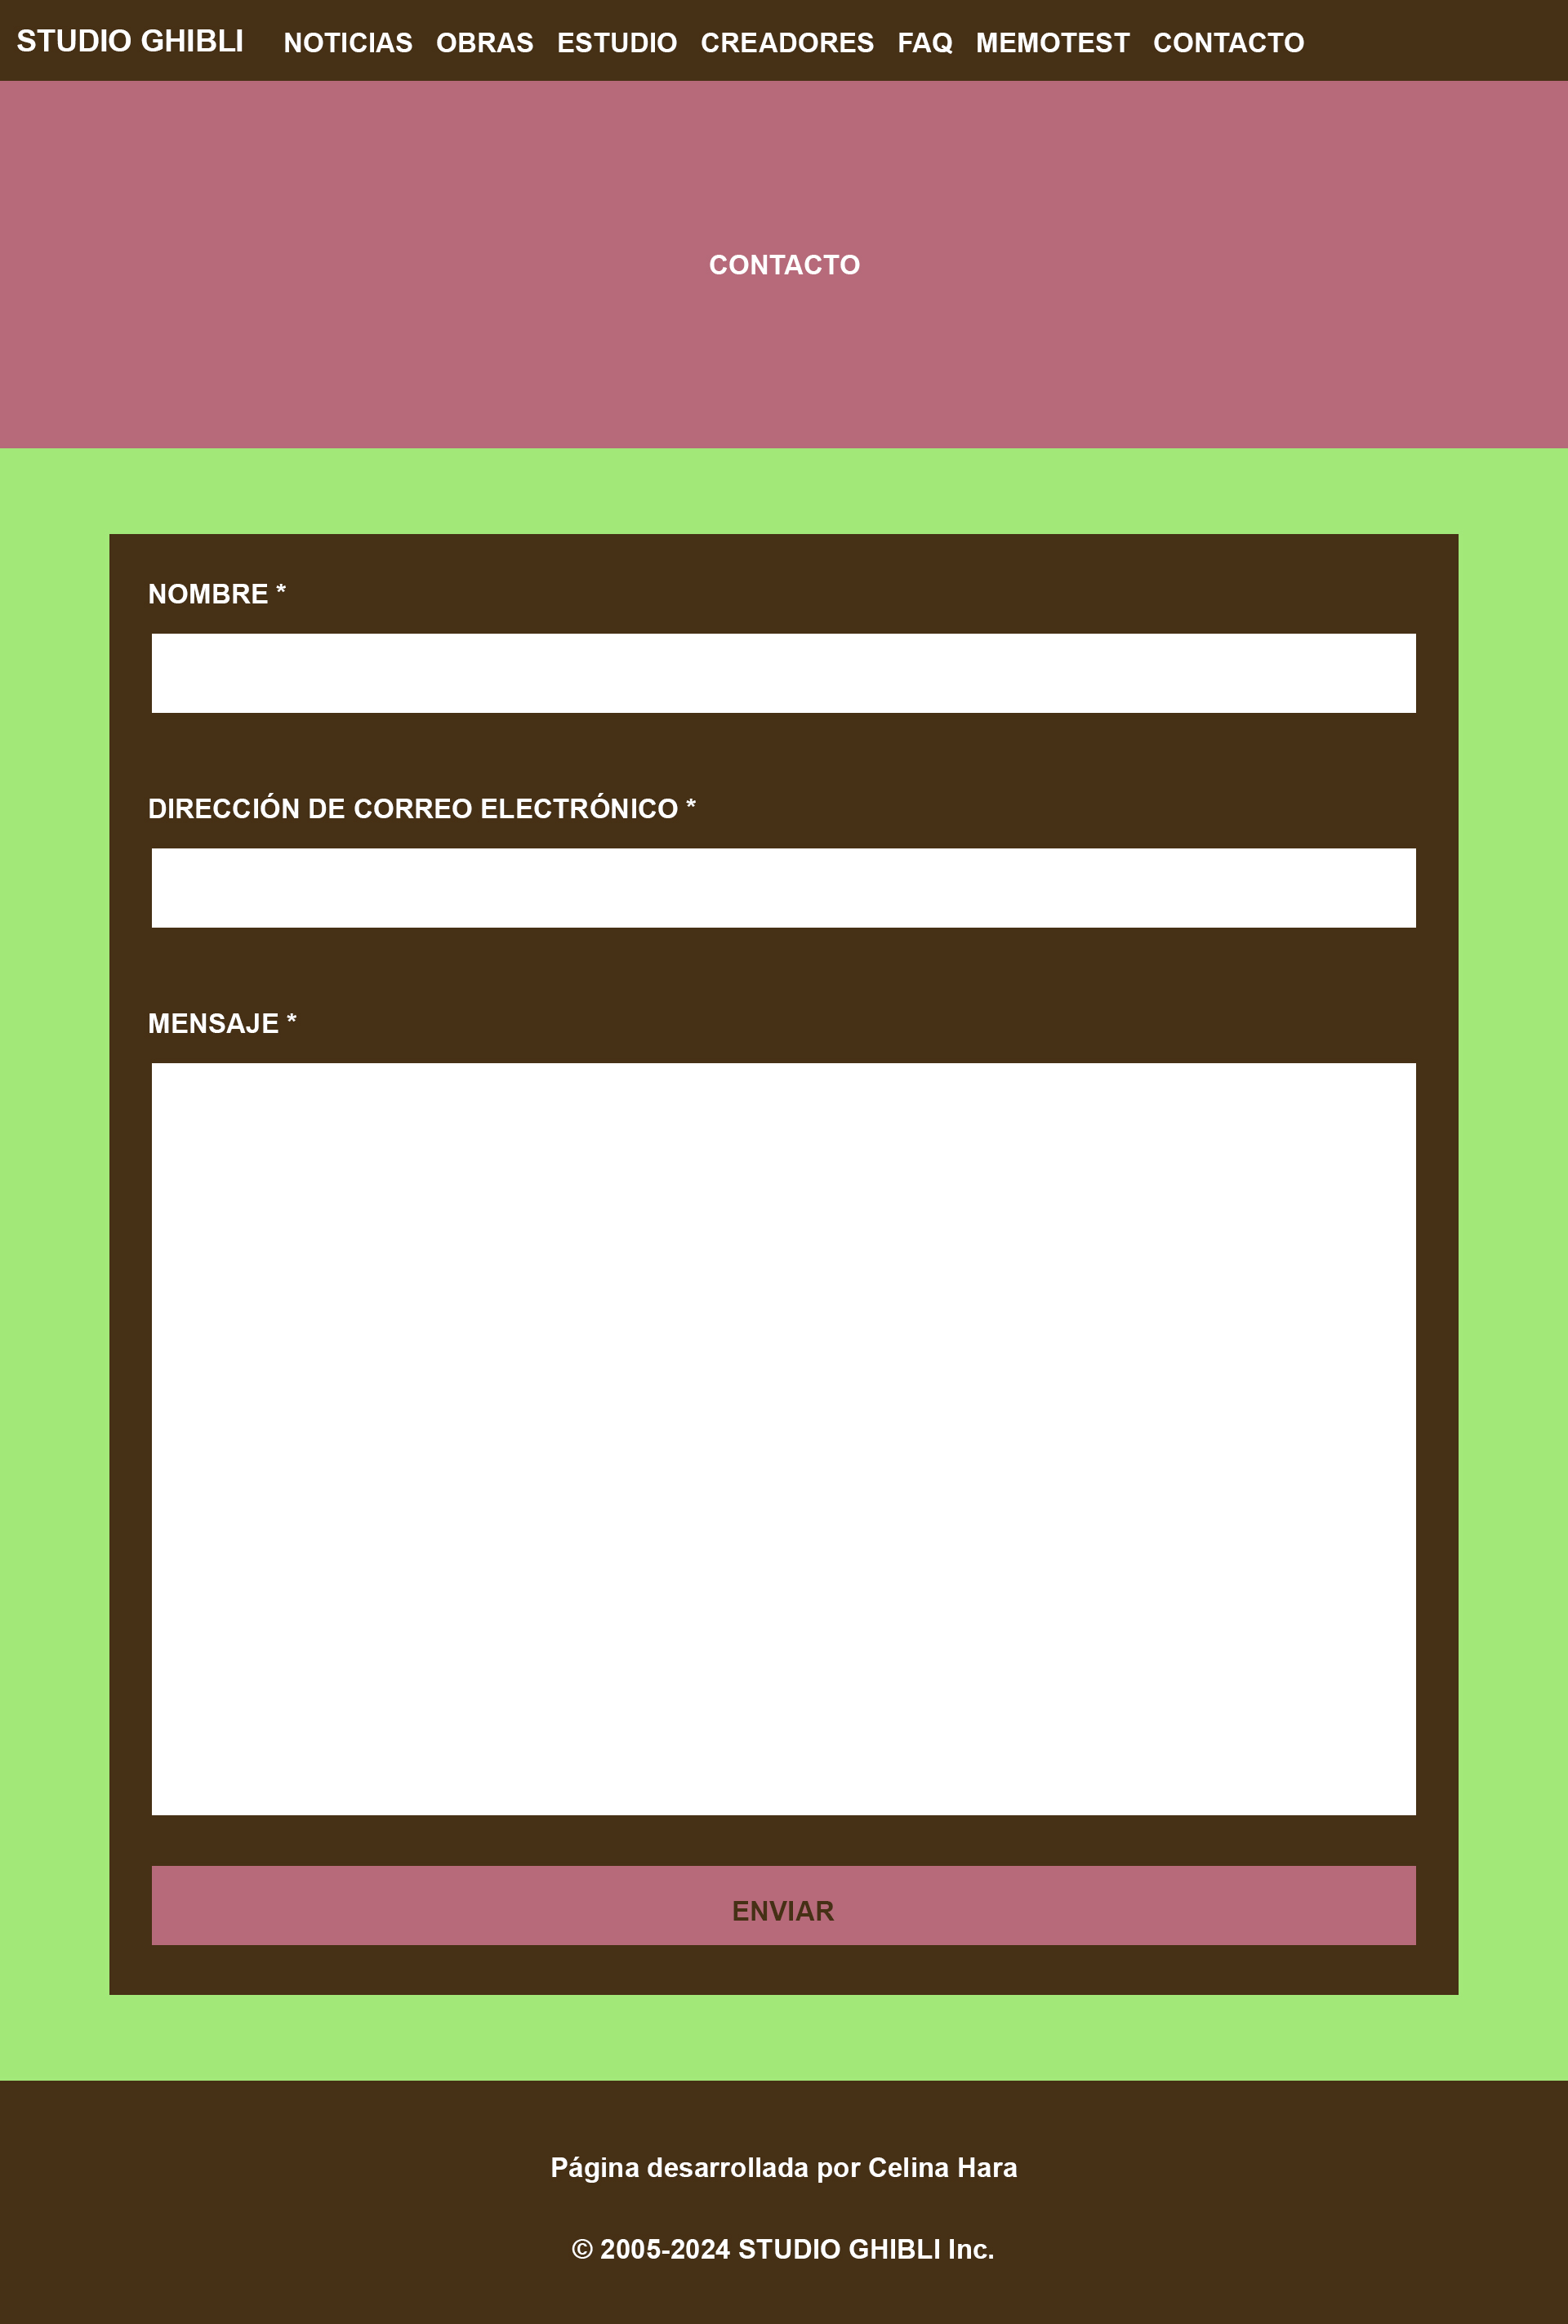 STUDIO GHIBLI NOTICIAS OBRAS ESTUDIO CREADORES FAQ MEMOTEST CONTACTO
CONTACTO
NOMBRE *
DIRECCIÓN DE CORREO ELECTRÓNICO *
MENSAJE *
ENVIAR
Página desarrollada por Celina Hara
© 2005-2024 STUDIO GHIBLI Inc.